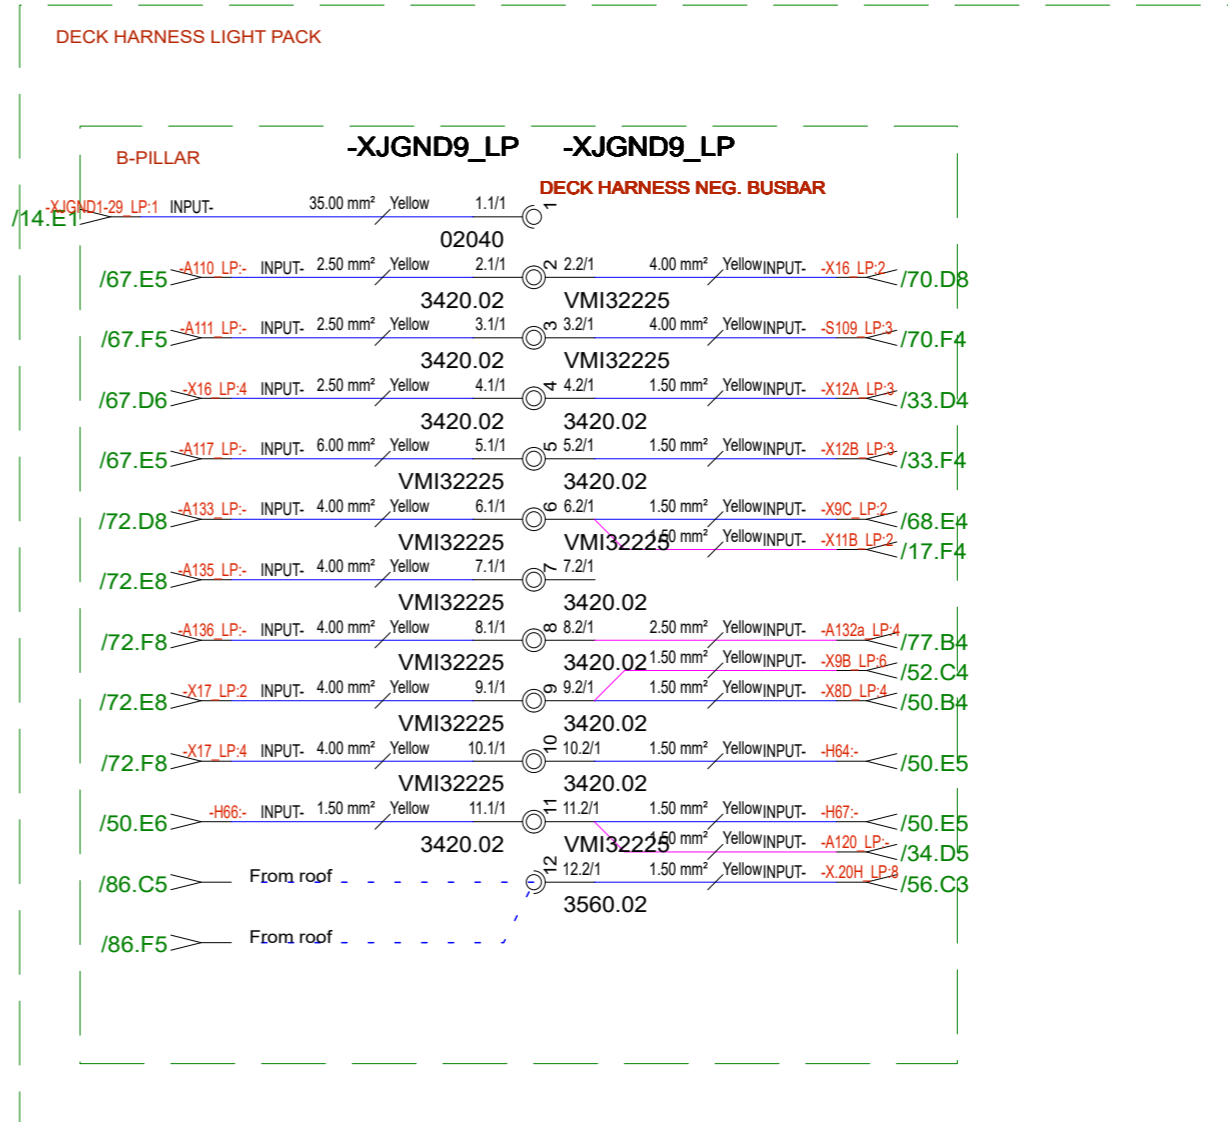 DECK HARNESS LIGHT PACK
-XJGND9_LP -XJGND9_LP
B-PILLAR
DECK HARNESS NEG. BUSBAR
/14.E1 -XJGND1-29_LP:1 INPUT- 35.00 mm² Yellow 1.1/1 1
02040
/67.E5 -A110_LP:- INPUT- 2.50 mm² Yellow 2.1/1 2 2.2/1 4.00 mm² Yellow INPUT- -X16_LP:2 /70.D8
3420.02 VMI32225
/67.F5 -A111_LP:- INPUT- 2.50 mm² Yellow 3.1/1 3 3.2/1 4.00 mm² Yellow INPUT- -S109_LP:3 /70.F4
3420.02 VMI32225
/67.D6 -X16_LP:4 INPUT- 2.50 mm² Yellow 4.1/1 4 4.2/1 1.50 mm² Yellow INPUT- -X12A_LP:3 /33.D4
3420.02 3420.02
/67.E5 -A117_LP:- INPUT- 6.00 mm² Yellow 5.1/1 5 5.2/1 1.50 mm² Yellow INPUT- -X12B_LP:3 /33.F4
VMI32225 3420.02
/72.D8 -A133_LP:- INPUT- 4.00 mm² Yellow 6.1/1 6 6.2/1 1.50 mm² Yellow INPUT- -X9C_LP:2 /68.E4
VMI32225 VMI32225 1.50 mm² Yellow INPUT- -X11B_LP:2 /17.F4
/72.E8 -A135_LP:- INPUT- 4.00 mm² Yellow 7.1/1 7 7.2/1
VMI32225 3420.02
/72.F8 -A136_LP:- INPUT- 4.00 mm² Yellow 8.1/1 8 8.2/1 2.50 mm² Yellow INPUT- -A132a_LP:4 /77.B4
VMI32225 3420.02 1.50 mm² Yellow INPUT- -X9B_LP:6 /52.C4
/72.E8 -X17_LP:2 INPUT- 4.00 mm² Yellow 9.1/1 9 9.2/1 1.50 mm² Yellow INPUT- -X8D_LP:4 /50.B4
VMI32225 3420.02
/72.F8 -X17_LP:4 INPUT- 4.00 mm² Yellow 10.1/1 10 10.2/1 1.50 mm² Yellow INPUT- -H64:- /50.E5
VMI32225 3420.02
/50.E6 -H66:- INPUT- 1.50 mm² Yellow 11.1/1 11 11.2/1 1.50 mm² Yellow INPUT- -H67:- /50.E5
3420.02 VMI32225 1.50 mm² Yellow INPUT- -A120_LP:- /34.D5
/86.C5 From roof 12 12.2/1 1.50 mm² Yellow INPUT- -X.20H_LP:8 /56.C3
3560.02
/86.F5 From roof